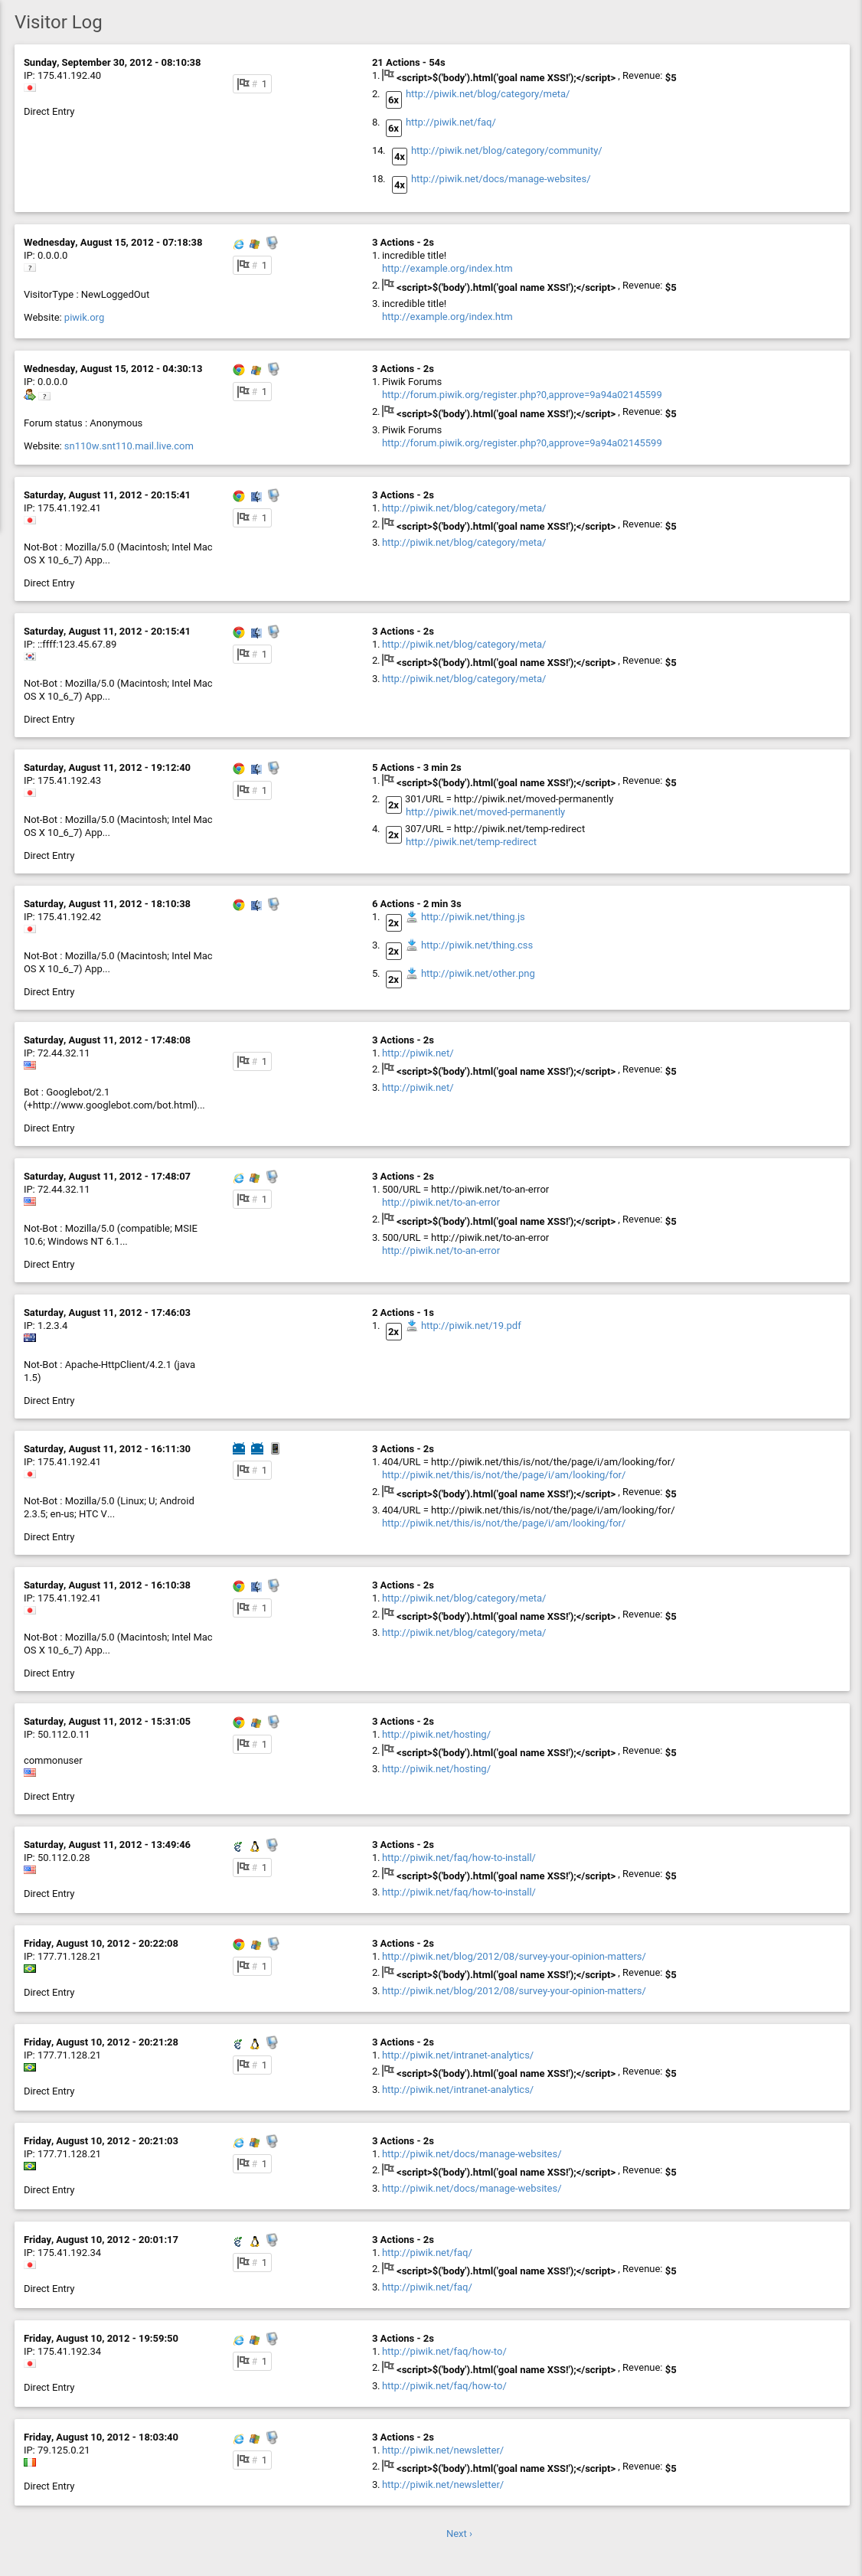 Visitor Log
Sunday, September 30, 2012 - 08:10:38
IP: 175.41.192.40
Direct Entry
# 1
21 Actions - 54s
1. <script>$('body').html('goal name XSS!');</script> , Revenue: $5
2. 6x http://piwik.net/blog/category/meta/
8. 6x http://piwik.net/faq/
14. 4x http://piwik.net/blog/category/community/
18. 4x http://piwik.net/docs/manage-websites/
Wednesday, August 15, 2012 - 07:18:38
IP: 0.0.0.0
?
VisitorType : NewLoggedOut
Website: piwik.org
# 1
3 Actions - 2s
1. incredible title!
http://example.org/index.htm
2. <script>$('body').html('goal name XSS!');</script> , Revenue: $5
3. incredible title!
http://example.org/index.htm
Wednesday, August 15, 2012 - 04:30:13
IP: 0.0.0.0
?
Forum status : Anonymous
Website: sn110w.snt110.mail.live.com
# 1
3 Actions - 2s
1. Piwik Forums
http://forum.piwik.org/register.php?0,approve=9a94a02145599
2. <script>$('body').html('goal name XSS!');</script> , Revenue: $5
3. Piwik Forums
http://forum.piwik.org/register.php?0,approve=9a94a02145599
Saturday, August 11, 2012 - 20:15:41
IP: 175.41.192.41
Not-Bot : Mozilla/5.0 (Macintosh; Intel Mac
OS X 10_6_7) App...
Direct Entry
# 1
3 Actions - 2s
1. http://piwik.net/blog/category/meta/
2. <script>$('body').html('goal name XSS!');</script> , Revenue: $5
3. http://piwik.net/blog/category/meta/
Saturday, August 11, 2012 - 20:15:41
IP: ::ffff:123.45.67.89
Not-Bot : Mozilla/5.0 (Macintosh; Intel Mac
OS X 10_6_7) App...
Direct Entry
# 1
3 Actions - 2s
1. http://piwik.net/blog/category/meta/
2. <script>$('body').html('goal name XSS!');</script> , Revenue: $5
3. http://piwik.net/blog/category/meta/
Saturday, August 11, 2012 - 19:12:40
IP: 175.41.192.43
Not-Bot : Mozilla/5.0 (Macintosh; Intel Mac
OS X 10_6_7) App...
Direct Entry
# 1
5 Actions - 3 min 2s
1. <script>$('body').html('goal name XSS!');</script> , Revenue: $5
2. 2x 301/URL = http://piwik.net/moved-permanently
http://piwik.net/moved-permanently
4. 2x 307/URL = http://piwik.net/temp-redirect
http://piwik.net/temp-redirect
Saturday, August 11, 2012 - 18:10:38
IP: 175.41.192.42
Not-Bot : Mozilla/5.0 (Macintosh; Intel Mac
OS X 10_6_7) App...
Direct Entry
6 Actions - 2 min 3s
1. 2x http://piwik.net/thing.js
3. 2x http://piwik.net/thing.css
5. 2x http://piwik.net/other.png
Saturday, August 11, 2012 - 17:48:08
IP: 72.44.32.11
Bot : Googlebot/2.1
(+http://www.googlebot.com/bot.html)...
Direct Entry
# 1
3 Actions - 2s
1. http://piwik.net/
2. <script>$('body').html('goal name XSS!');</script> , Revenue: $5
3. http://piwik.net/
Saturday, August 11, 2012 - 17:48:07
IP: 72.44.32.11
Not-Bot : Mozilla/5.0 (compatible; MSIE
10.6; Windows NT 6.1...
Direct Entry
# 1
3 Actions - 2s
1. 500/URL = http://piwik.net/to-an-error
http://piwik.net/to-an-error
2. <script>$('body').html('goal name XSS!');</script> , Revenue: $5
3. 500/URL = http://piwik.net/to-an-error
http://piwik.net/to-an-error
Saturday, August 11, 2012 - 17:46:03
IP: 1.2.3.4
Not-Bot : Apache-HttpClient/4.2.1 (java
1.5)
Direct Entry
2 Actions - 1s
1. 2x http://piwik.net/19.pdf
Saturday, August 11, 2012 - 16:11:30
IP: 175.41.192.41
Not-Bot : Mozilla/5.0 (Linux; U; Android
2.3.5; en-us; HTC V...
Direct Entry
# 1
3 Actions - 2s
1. 404/URL = http://piwik.net/this/is/not/the/page/i/am/looking/for/
http://piwik.net/this/is/not/the/page/i/am/looking/for/
2. <script>$('body').html('goal name XSS!');</script> , Revenue: $5
3. 404/URL = http://piwik.net/this/is/not/the/page/i/am/looking/for/
http://piwik.net/this/is/not/the/page/i/am/looking/for/
Saturday, August 11, 2012 - 16:10:38
IP: 175.41.192.41
Not-Bot : Mozilla/5.0 (Macintosh; Intel Mac
OS X 10_6_7) App...
Direct Entry
# 1
3 Actions - 2s
1. http://piwik.net/blog/category/meta/
2. <script>$('body').html('goal name XSS!');</script> , Revenue: $5
3. http://piwik.net/blog/category/meta/
Saturday, August 11, 2012 - 15:31:05
IP: 50.112.0.11
commonuser
Direct Entry
# 1
3 Actions - 2s
1. http://piwik.net/hosting/
2. <script>$('body').html('goal name XSS!');</script> , Revenue: $5
3. http://piwik.net/hosting/
Saturday, August 11, 2012 - 13:49:46
IP: 50.112.0.28
Direct Entry
# 1
3 Actions - 2s
1. http://piwik.net/faq/how-to-install/
2. <script>$('body').html('goal name XSS!');</script> , Revenue: $5
3. http://piwik.net/faq/how-to-install/
Friday, August 10, 2012 - 20:22:08
IP: 177.71.128.21
Direct Entry
# 1
3 Actions - 2s
1. http://piwik.net/blog/2012/08/survey-your-opinion-matters/
2. <script>$('body').html('goal name XSS!');</script> , Revenue: $5
3. http://piwik.net/blog/2012/08/survey-your-opinion-matters/
Friday, August 10, 2012 - 20:21:28
IP: 177.71.128.21
Direct Entry
# 1
3 Actions - 2s
1. http://piwik.net/intranet-analytics/
2. <script>$('body').html('goal name XSS!');</script> , Revenue: $5
3. http://piwik.net/intranet-analytics/
Friday, August 10, 2012 - 20:21:03
IP: 177.71.128.21
Direct Entry
# 1
3 Actions - 2s
1. http://piwik.net/docs/manage-websites/
2. <script>$('body').html('goal name XSS!');</script> , Revenue: $5
3. http://piwik.net/docs/manage-websites/
Friday, August 10, 2012 - 20:01:17
IP: 175.41.192.34
Direct Entry
# 1
3 Actions - 2s
1. http://piwik.net/faq/
2. <script>$('body').html('goal name XSS!');</script> , Revenue: $5
3. http://piwik.net/faq/
Friday, August 10, 2012 - 19:59:50
IP: 175.41.192.34
Direct Entry
# 1
3 Actions - 2s
1. http://piwik.net/faq/how-to/
2. <script>$('body').html('goal name XSS!');</script> , Revenue: $5
3. http://piwik.net/faq/how-to/
Friday, August 10, 2012 - 18:03:40
IP: 79.125.0.21
Direct Entry
# 1
3 Actions - 2s
1. http://piwik.net/newsletter/
2. <script>$('body').html('goal name XSS!');</script> , Revenue: $5
3. http://piwik.net/newsletter/
Next ›